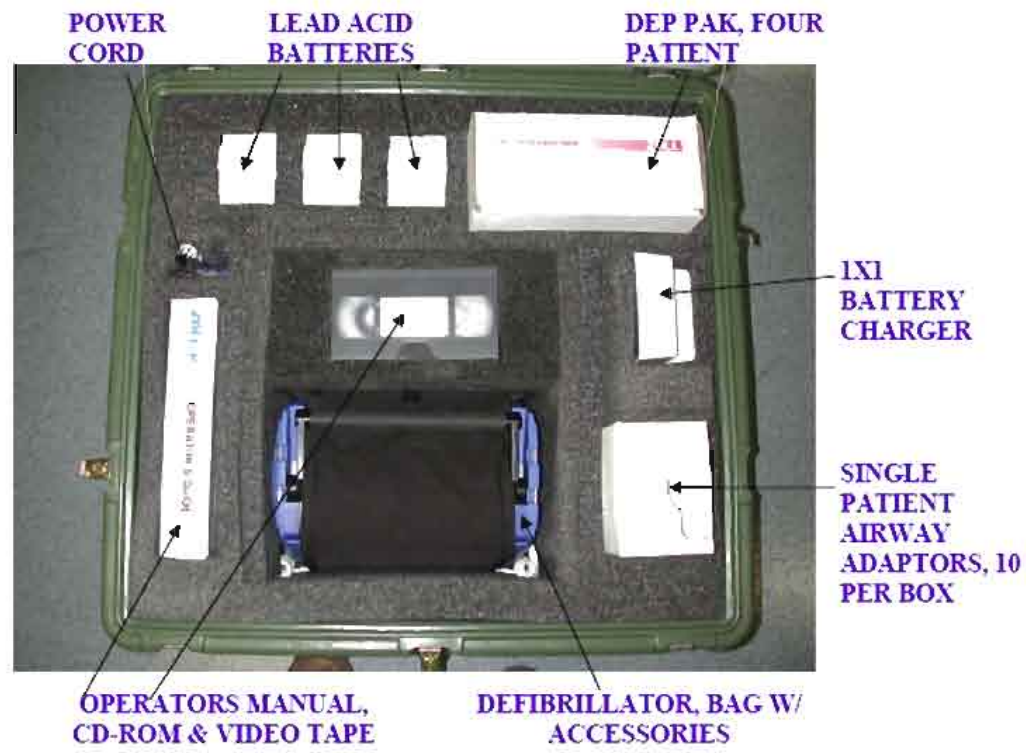 POWER
CORD
LEAD ACID
BATTERIES
DEP PAK, FOUR
PATIENT
1X1
BATTERY
CHARGER
SINGLE
PATIENT
AIRWAY
ADAPTORS, 10
PER BOX
OPERATORS MANUAL,
CD-ROM & VIDEO TAPE
DEFIBRILLATOR, BAG W/
ACCESSORIES